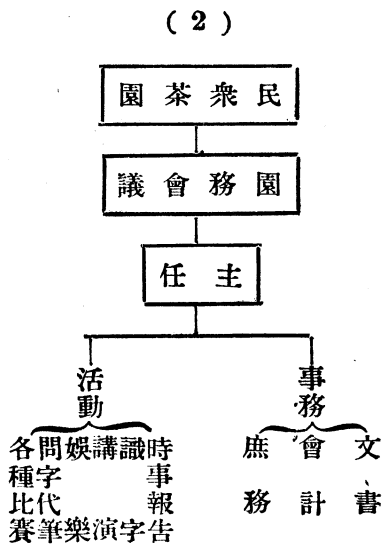 (2)
民衆茶園
園務會議
主任
事務
文書
會計
庶務
活動
時事報告
識字
講演
娛樂
問字代筆
各種比賽